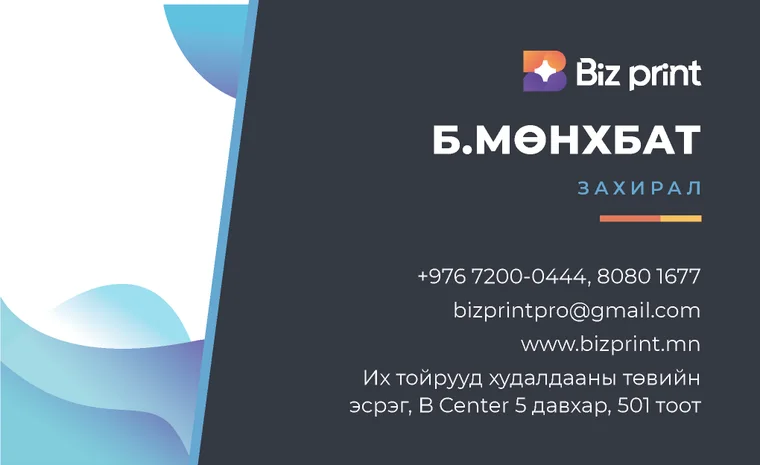 Biz print
Б.МӨНХБАТ
ЗАХИРАЛ
+976 7200-0444, 8080 1677
bizprintpro@gmail.com
www.bizprint.mn
Их тойрууд худалдааны төвийн
эсрэг, B Center 5 давхар, 501 тоот